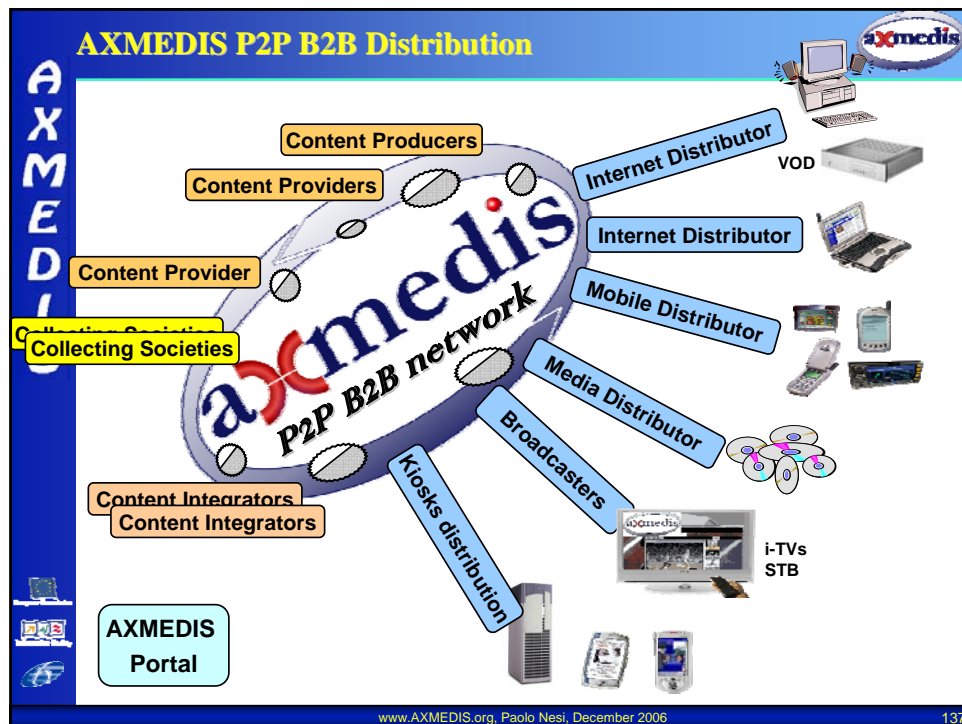 AXMEDIS P2P B2B Distribution
axmedis
AXMEDIS
Content Producers
Content Providers
Content Provider
Collecting Societies
Collecting Societies
Content Integrators
Content Integrators
axmedis
P2P B2B network
Internet Distributor
VOD
Internet Distributor
Mobile Distributor
Media Distributor
Broadcasters
Kiosks distribution
axmedis
i-TVs
STB
AXMEDIS
Portal
www.AXMEDIS.org, Paolo Nesi, December 2006
137